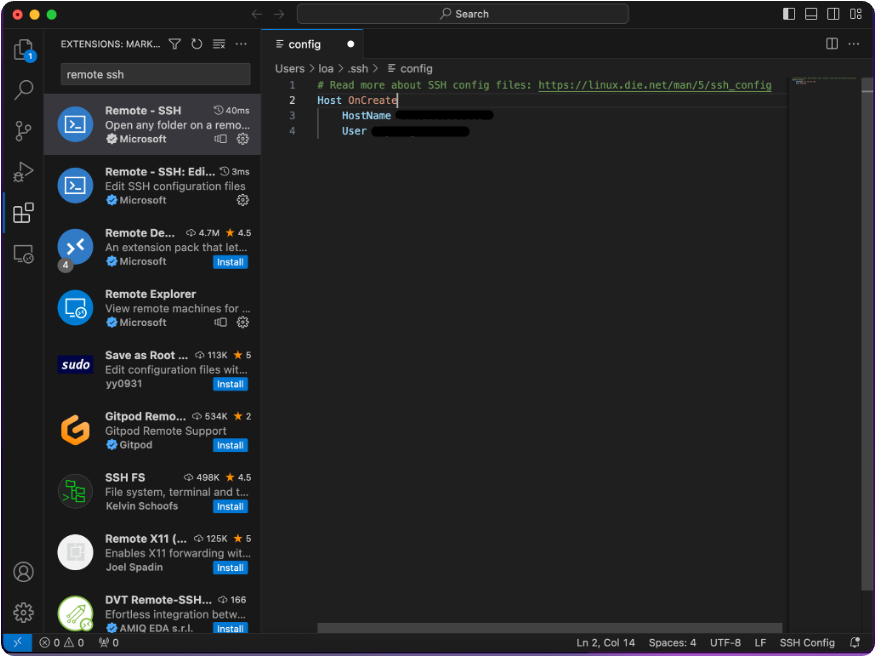 Search
EXTENSIONS: MARK...
remote ssh
Remote - SSH 40ms
Open any folder on a remo...
Microsoft
Remote - SSH: Edi... 3ms
Edit SSH configuration files
Microsoft
Remote De... 4.7M ★ 4.5
An extension pack that let...
Microsoft Install
4
Remote Explorer
View remote machines for ...
Microsoft
sudo
Save as Root ... 113K ★ 5
Edit configuration files wit...
yy0931 Install
Gitpod Remo... 534K ★ 2
Gitpod Remote Support
Gitpod Install
SSH FS 498K ★ 4.5
File system, terminal and t...
Kelvin Schoofs Install
Remote X11 (... 125K ★ 5
Enables X11 forwarding wit...
Joel Spadin Install
DVT Remote-SSH... 166
Efortless integration betw...
AMIQ EDA s.r.l. Install
1
config
Users > loa > .ssh > config
1 # Read more about SSH config files: https://linux.die.net/man/5/ssh_config
2 Host OnCreate
3 HostName
4 User
0 0 0
Ln 2, Col 14 Spaces: 4 UTF-8 LF SSH Config